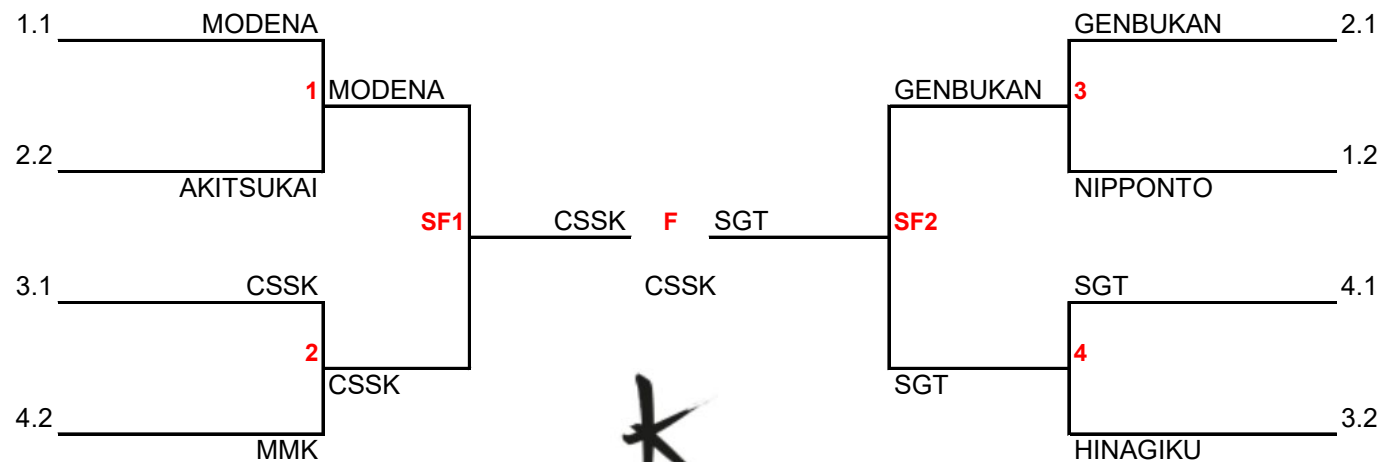 1.1 MODENA GENBUKAN 2.1
1 MODENA GENBUKAN 3
2.2 1.2
AKITSUKAI NIPPONTO
SF1 CSSK F SGT SF2
3.1 CSSK CSSK SGT 4.1
2 4
CSSK SGT
4.2 3.2
MMK HINAGIKU